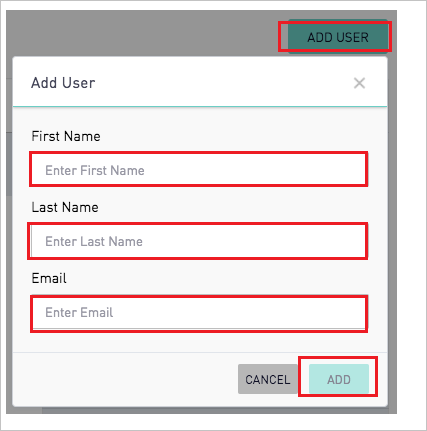 ADD USER
Add User
First Name
Enter First Name
Last Name
Enter Last Name
Email
Enter Email
CANCEL
ADD